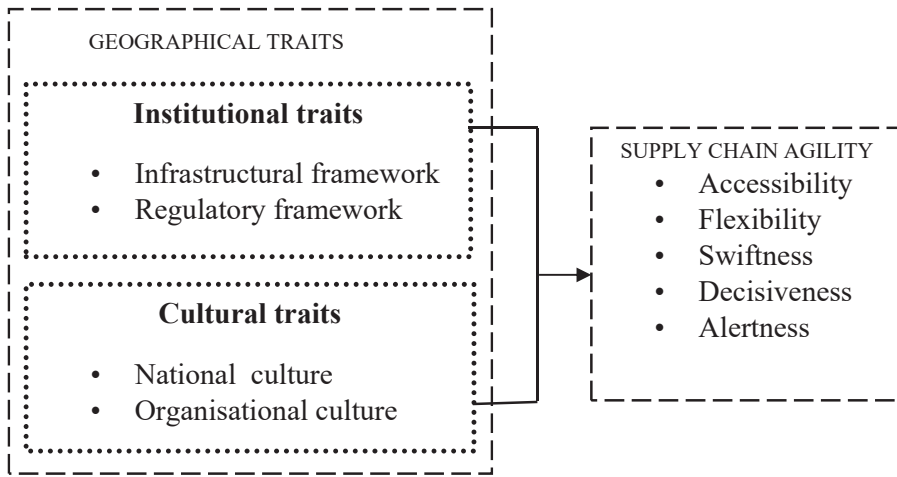 GEOGRAPHICAL TRAITS
Institutional traits
• Infrastructural framework
• Regulatory framework
Cultural traits
• National culture
• Organisational culture
SUPPLY CHAIN AGILITY
• Accessibility
• Flexibility
• Swiftness
• Decisiveness
• Alertness